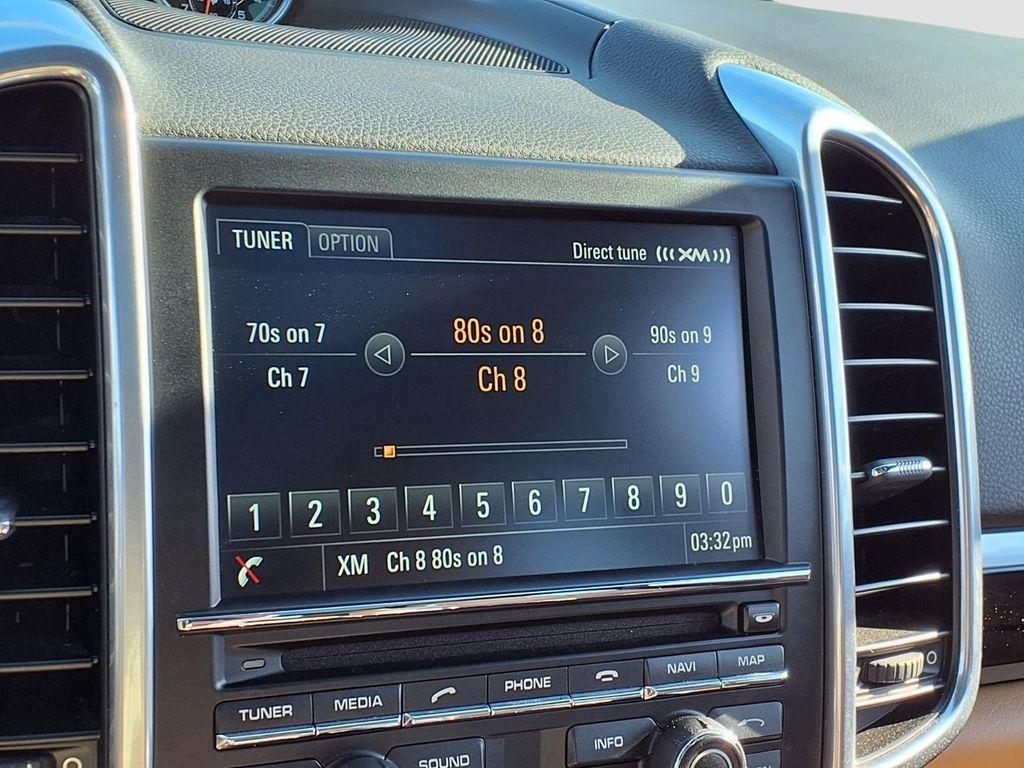 TUNER OPTION
Direct tune (((XM)))
70s on 7 80s on 8 90s on 9
Ch 7 Ch 8 Ch 9
1 2 3 4 5 6 7 8 9 0
XM Ch 8 80s on 8 03:32pm
TUNER MEDIA PHONE NAVI MAP
SOUND INFO